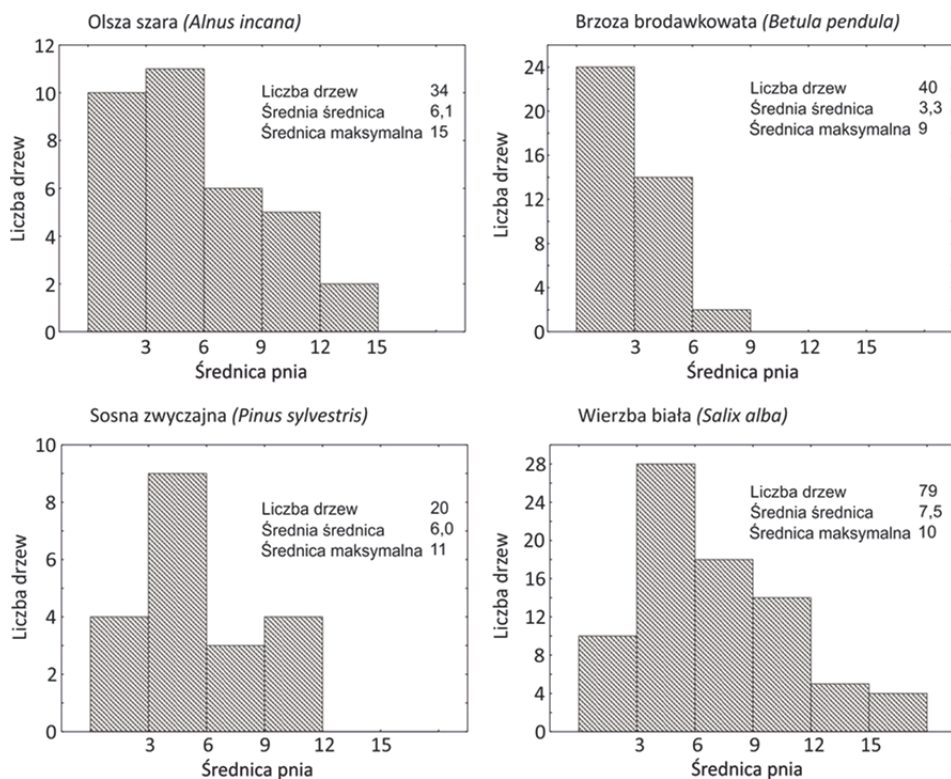 Olsza szara (Alnus incana)
Liczba drzew
12
10
8
6
4
2
0
Liczba drzew 34
Średnia średnica 6,1
Średnica maksymalna 15
3 6 9 12 15
Średnica pnia
Brzoza brodawkowata (Betula pendula)
Liczba drzew
24
20
16
12
8
4
0
Liczba drzew 40
Średnia średnica 3,3
Średnica maksymalna 9
3 6 9 12 15
Średnica pnia
Sosna zwyczajna (Pinus sylvestris)
Liczba drzew
10
8
6
4
2
0
Liczba drzew 20
Średnia średnica 6,0
Średnica maksymalna 11
3 6 9 12 15
Średnica pnia
Wierzba biała (Salix alba)
Liczba drzew
28
24
20
16
12
8
4
0
Liczba drzew 79
Średnia średnica 7,5
Średnica maksymalna 10
3 6 9 12 15
Średnica pnia